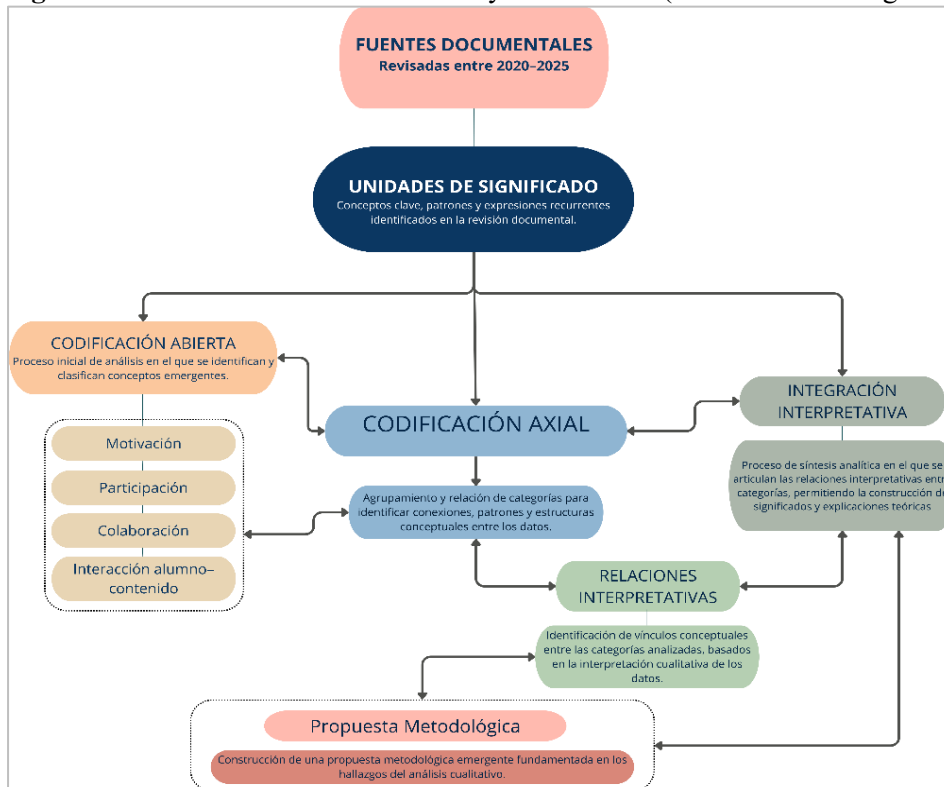 FUENTES DOCUMENTALES
Revisadas entre 2020–2025
UNIDADES DE SIGNIFICADO
Conceptos clave, patrones y expresiones recurrentes
identificados en la revisión documental.
CODIFICACIÓN ABIERTA
Proceso inicial de análisis en el que se identifican y
clasifican conceptos emergentes.
Motivación
Participación
Colaboración
Interacción alumno–
contenido
CODIFICACIÓN AXIAL
Agrupamiento y relación de categorías para
identificar conexiones, patrones y estructuras
conceptuales entre los datos.
INTEGRACIÓN
INTERPRETATIVA
Proceso de síntesis analítica en el que se
articulan las relaciones interpretativas entre
categorías, permitiendo la construcción de
significados y explicaciones teóricas
RELACIONES
INTERPRETATIVAS
Identificación de vínculos conceptuales
entre las categorías analizadas, basados
en la interpretación cualitativa de los
datos.
Propuesta Metodológica
Construcción de una propuesta metodológica emergente fundamentada en los
hallazgos del análisis cualitativo.